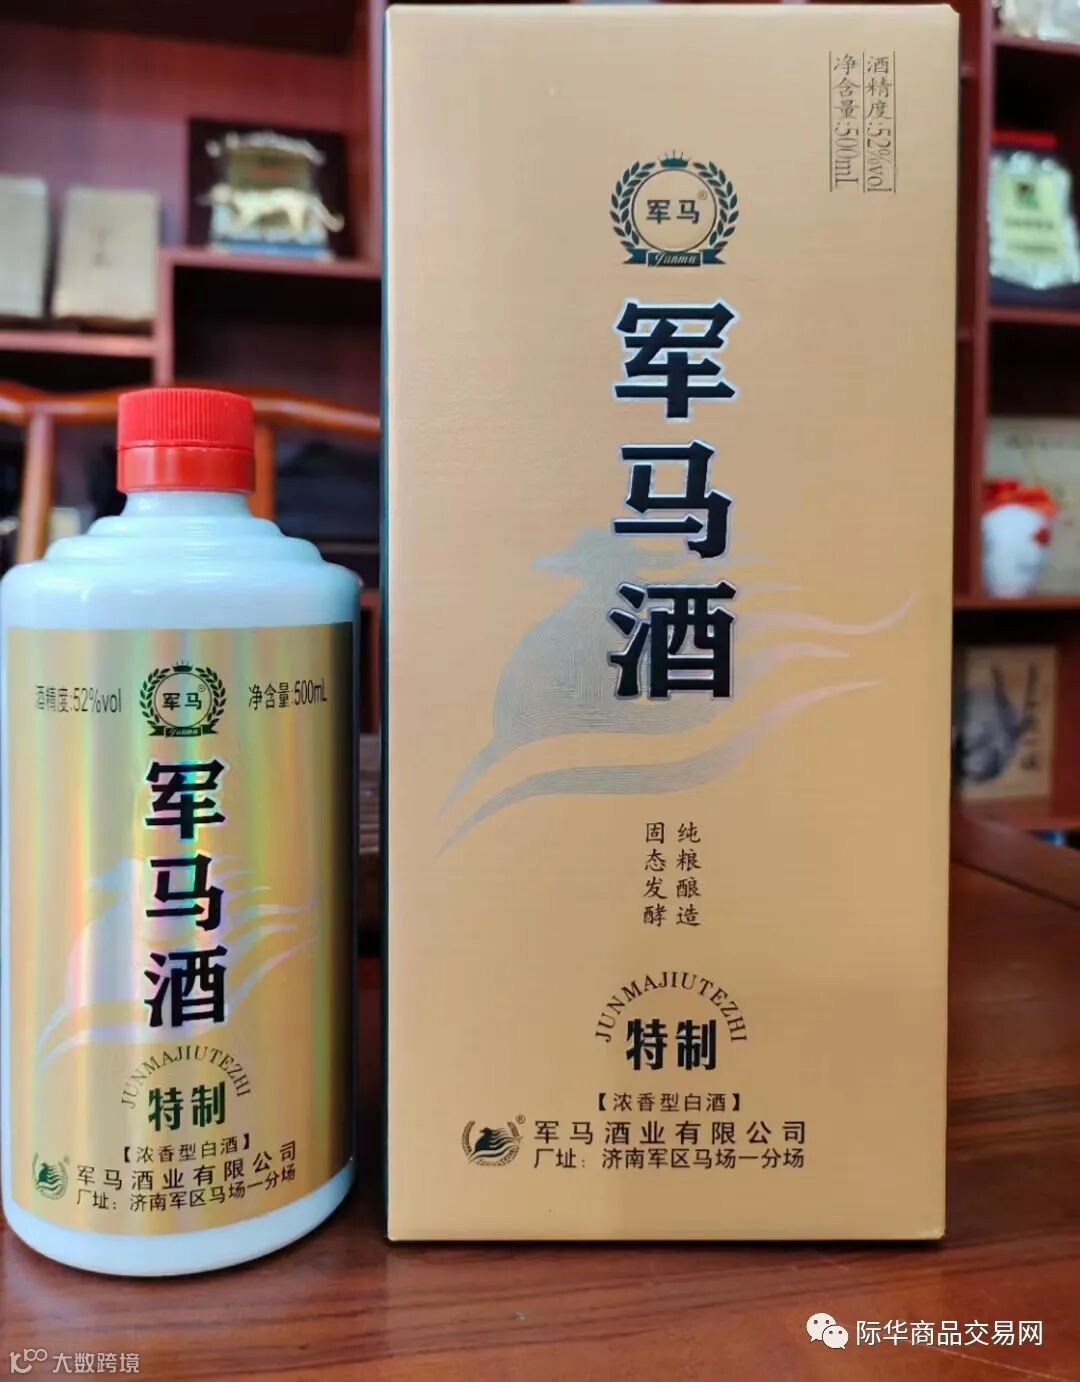 酒精度:52%vol
净含量:500mL
军马®
Junma
军马酒
纯粮酿造
固态发酵
JUNMAJIUTEZHI
特制
【浓香型白酒】
®
军马酒业有限公司
厂址：济南军区马场一分场
酒精度:52%vol
军马®
Junma
净含量:500mL
军马酒
JUNMAJIUTEZHI
特制
【浓香型白酒】
®
军马酒业有限公司
厂址：济南军区马场一分场
际华商品交易网
大数跨境